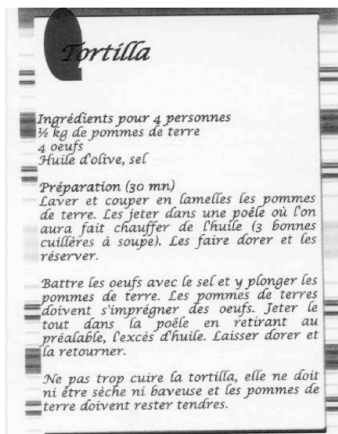 Tortilla
Ingrédients pour 4 personnes
½ kg de pommes de terre
4 oeufs
Huile d'olive, sel
Préparation (30 mn)
Laver et couper en lamelles les pommes
de terre. Les jeter dans une poêle où l'on
aura fait chauffer de l'huile (3 bonnes
cuillères à soupe). Les faire dorer et les
réserver.
Battre les oeufs avec le sel et y plonger les
pommes de terre. Les pommes de terres
doivent s'imprégner des oeufs. Jeter le
tout dans la poêle en retirant au
préalable, l'excès d'huile. Laisser dorer et
la retourner.
Ne pas trop cuire la tortilla, elle ne doit
ni être sèche ni baveuse et les pommes de
terre doivent rester tendres.